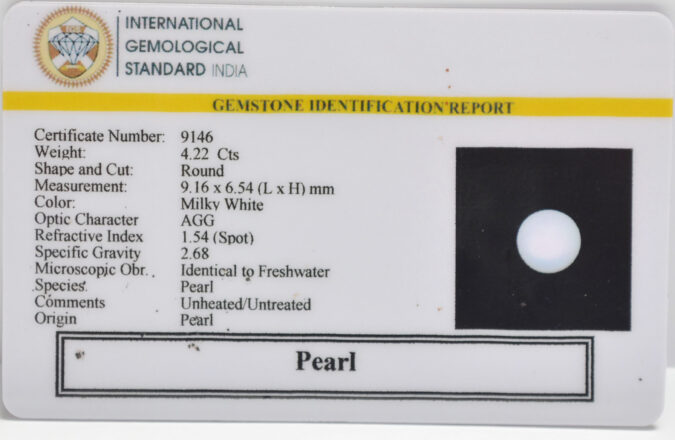 INTERNATIONAL
GEMOLOGICAL
STANDARD INDIA
GEMSTONE IDENTIFICATION REPORT
Certificate Number: 9146
Weight: 4.22 Cts
Shape and Cut: Round
Measurement: 9.16 x 6.54 (L x H) mm
Color: Milky White
Optic Character AGG
Refractive Index 1.54 (Spot)
Specific Gravity 2.68
Microscopic Obr. Identical to Freshwater
Species. Pearl
Comments Unheated/Untreated
Origin Pearl
Pearl